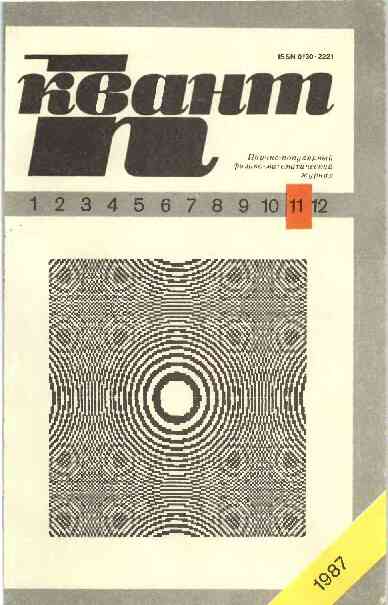 ISSN 0130-2221
квант
Научно-популярный
физико-математический
журнал
1 2 3 4 5 6 7 8 9 10 11 12
1987